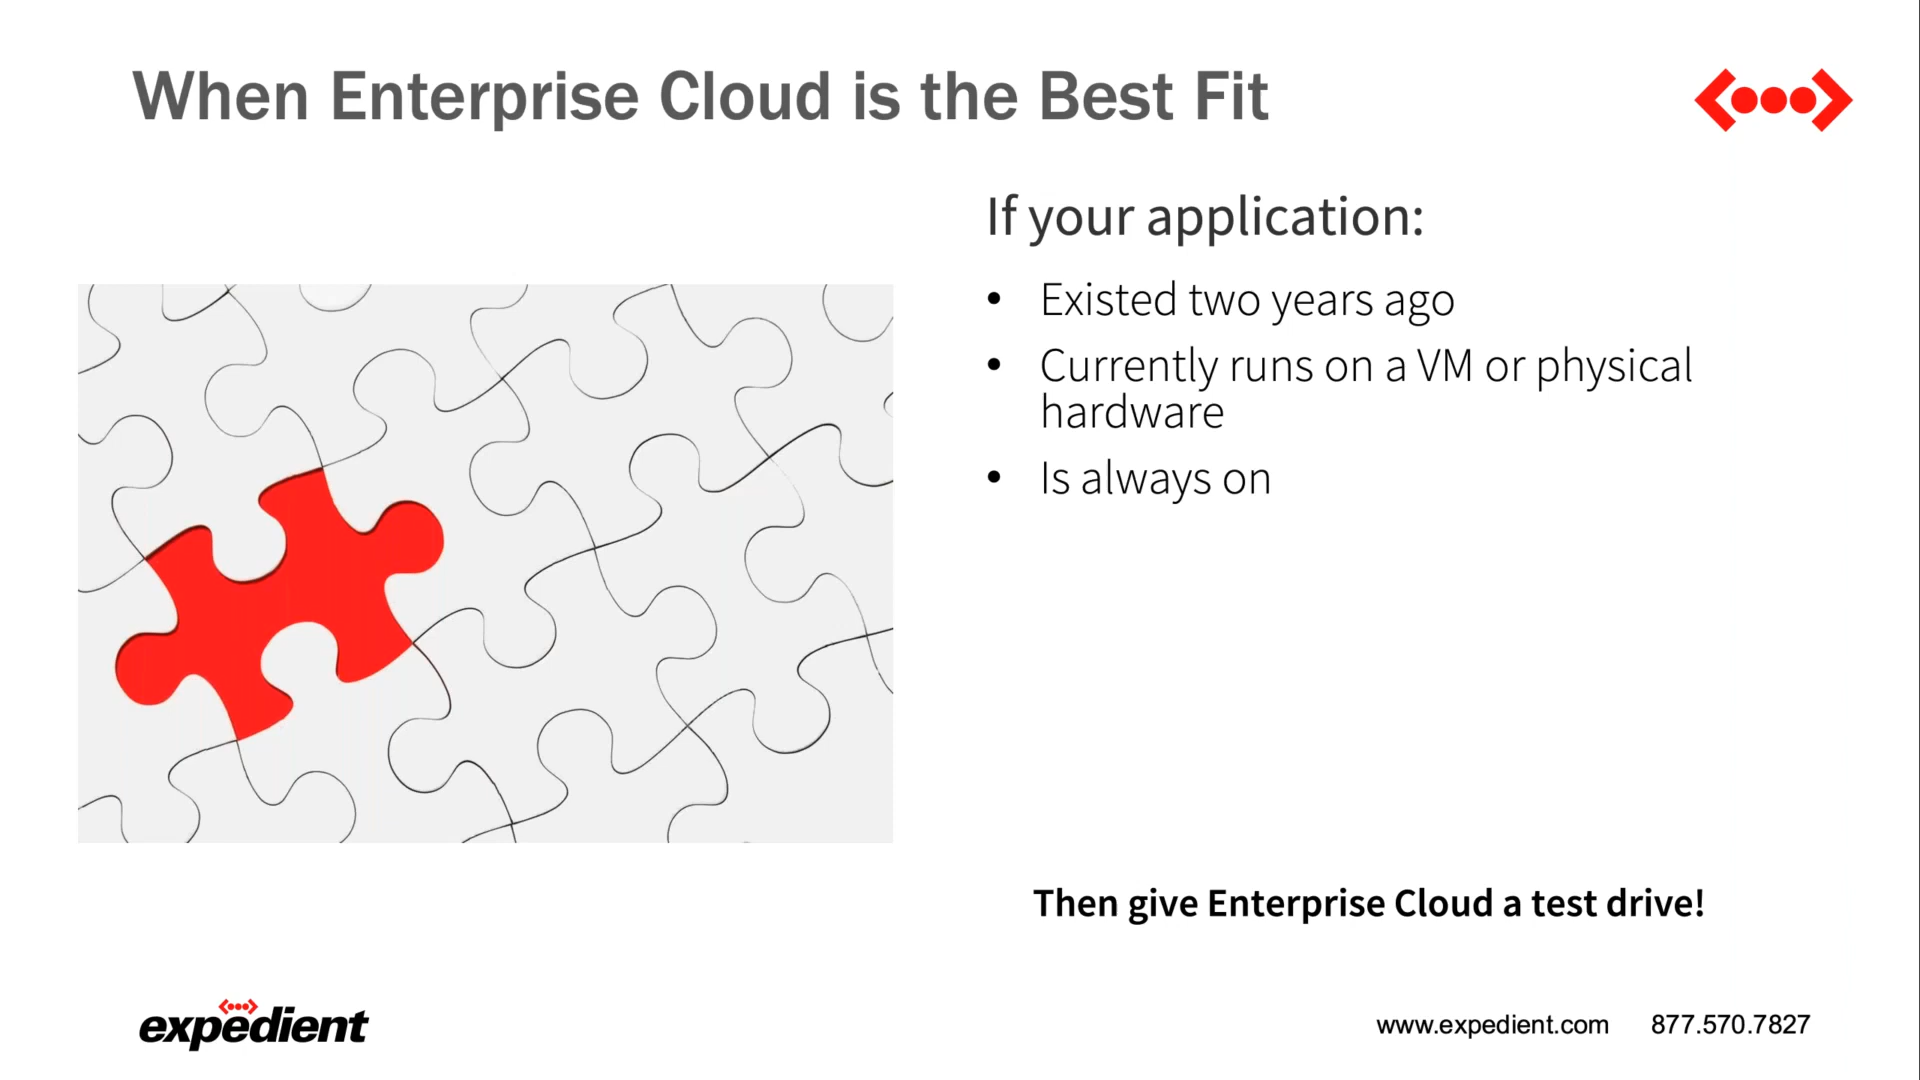 When Enterprise Cloud is the Best Fit
If your application:
• Existed two years ago
• Currently runs on a VM or physical
hardware
• Is always on
Then give Enterprise Cloud a test drive!
expedient
www.expedient.com 877.570.7827